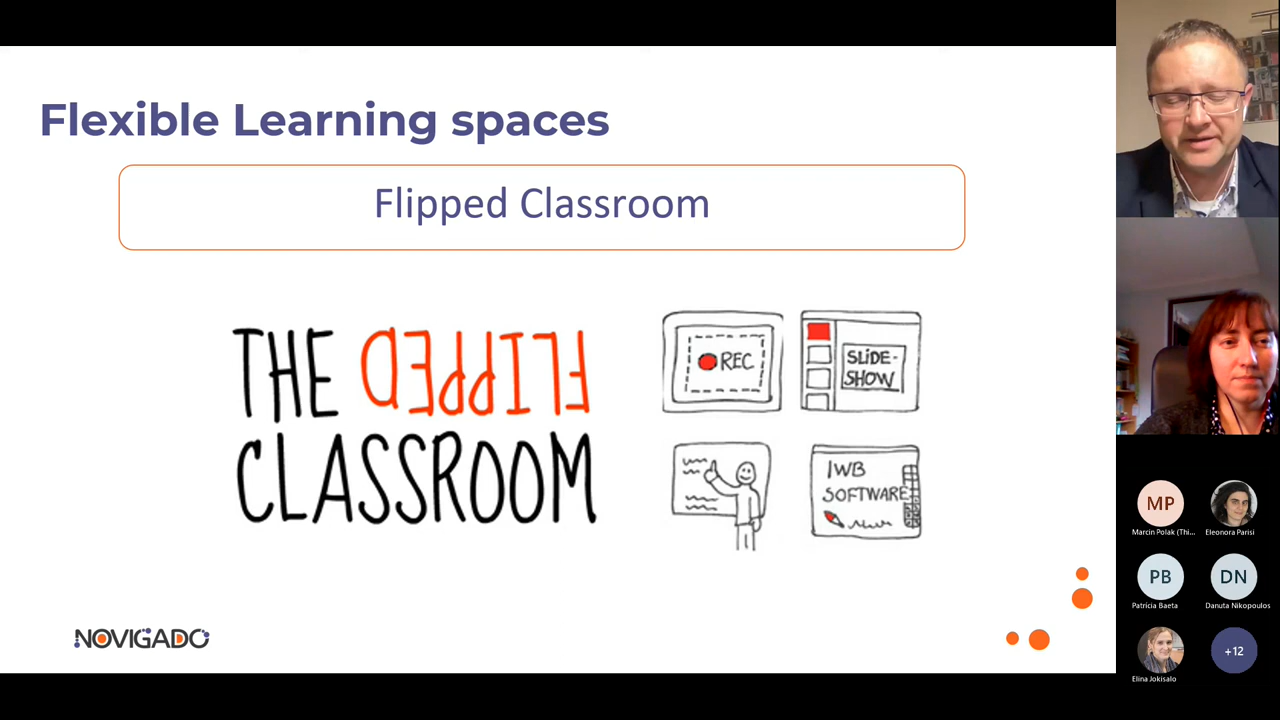 Flexible Learning spaces
Flipped Classroom
THE FLIPPED
CLASSROOM
REC
SLIDE-
SHOW
IWB
SOFTWARE
NOVIGADO
MP
Marcin Polak (Thi...
Eleonora Parisi
PB
DN
Patrícia Baeta
Danuta Nikopoulos
Elina Jokisalo
+12